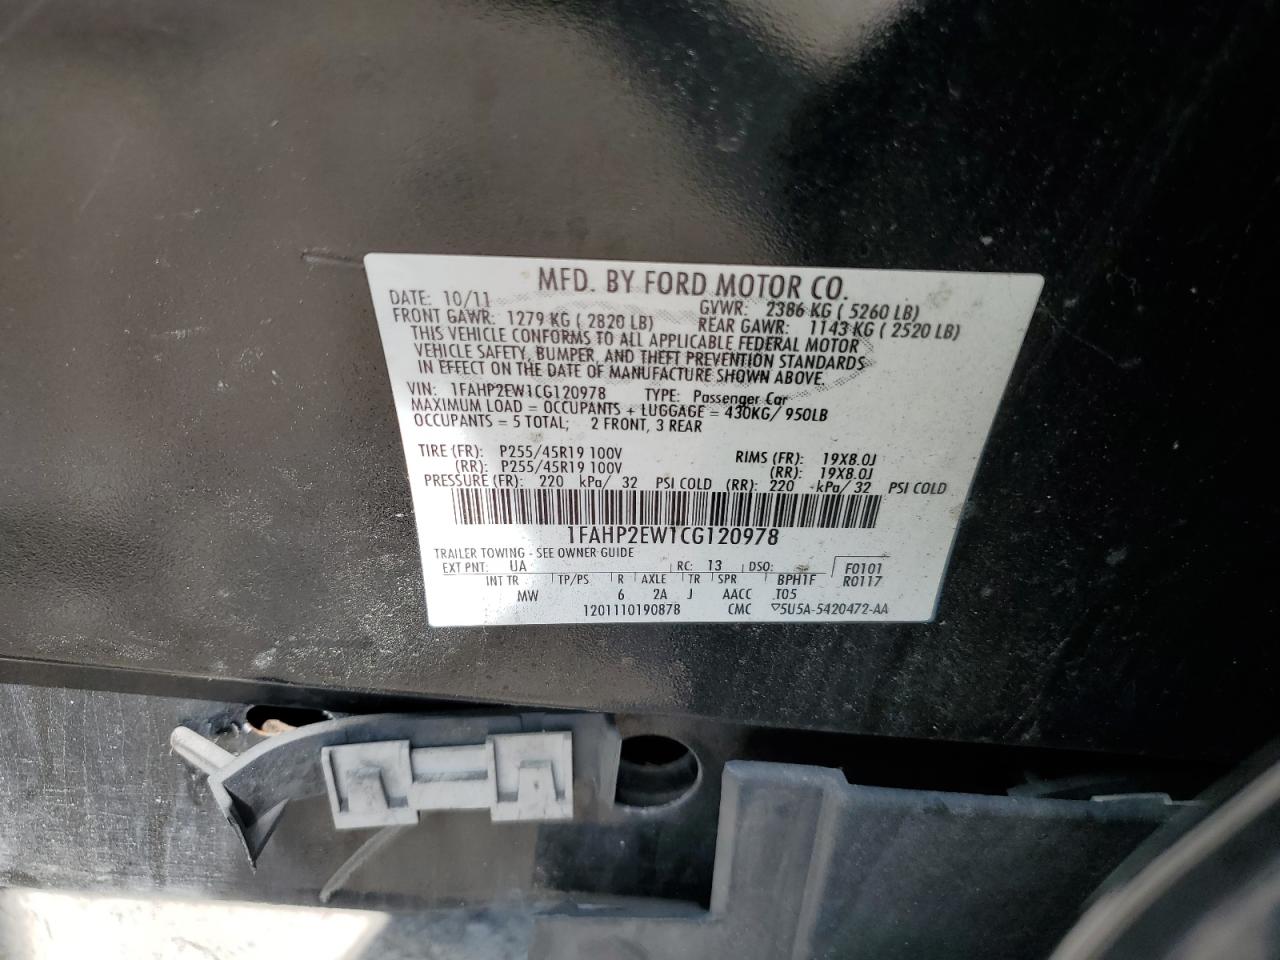 MFD. BY FORD MOTOR CO.
DATE: 10/11 GVWR: 2386 KG ( 5260 LB)
FRONT GAWR: 1279 KG ( 2820 LB) REAR GAWR: 1143 KG ( 2520 LB)
THIS VEHICLE CONFORMS TO ALL APPLICABLE FEDERAL MOTOR
VEHICLE SAFETY, BUMPER, AND THEFT PREVENTION STANDARDS
IN EFFECT ON THE DATE OF MANUFACTURE SHOWN ABOVE.
VIN: 1FAHP2EW1CG120978 TYPE: Passenger Car
MAXIMUM LOAD = OCCUPANTS + LUGGAGE = 430KG/ 950LB
OCCUPANTS = 5 TOTAL; 2 FRONT, 3 REAR
TIRE (FR): P255/45R19 100V RIMS (FR): 19X8.0J
(RR): P255/45R19 100V (RR): 19X8.0J
PRESSURE (FR): 220 kPa/ 32 PSI COLD (RR): 220 kPa/ 32 PSI COLD
1FAHP2EW1CG120978
TRAILER TOWING - SEE OWNER GUIDE
EXT PNT: UA RC: 13 DSO: F0101
INT TR TP/PS R AXLE TR SPR BPH1F R0117
MW 6 2A J AACC T05
1201110190878 CMC ▽5U5A-5420472-AA